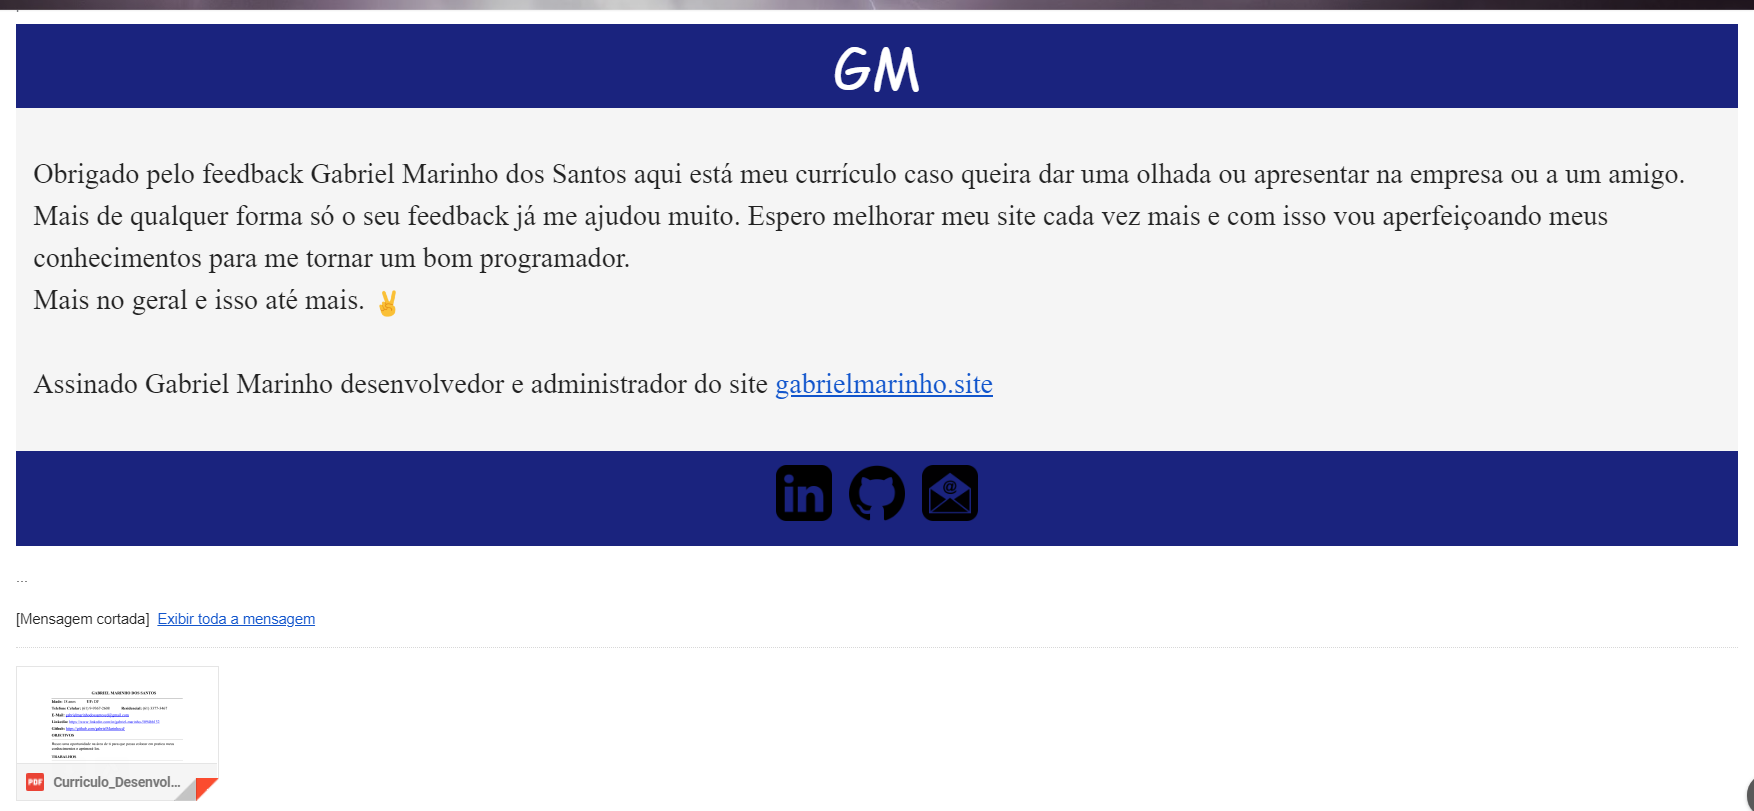 GM
Obrigado pelo feedback Gabriel Marinho dos Santos aqui está meu currículo caso queira dar uma olhada ou apresentar na empresa ou a um amigo.
Mais de qualquer forma só o seu feedback já me ajudou muito. Espero melhorar meu site cada vez mais e com isso vou aperfeiçoando meus
conhecimentos para me tornar um bom programador.
Mais no geral e isso até mais. ✌
Assinado Gabriel Marinho desenvolvedor e administrador do site gabrielmarinho.site
in @
...
[Mensagem cortada] Exibir toda a mensagem
GABRIEL MARINHO DOS SANTOS
OBJECTIVOS
PDF Curriculo_Desenvol...